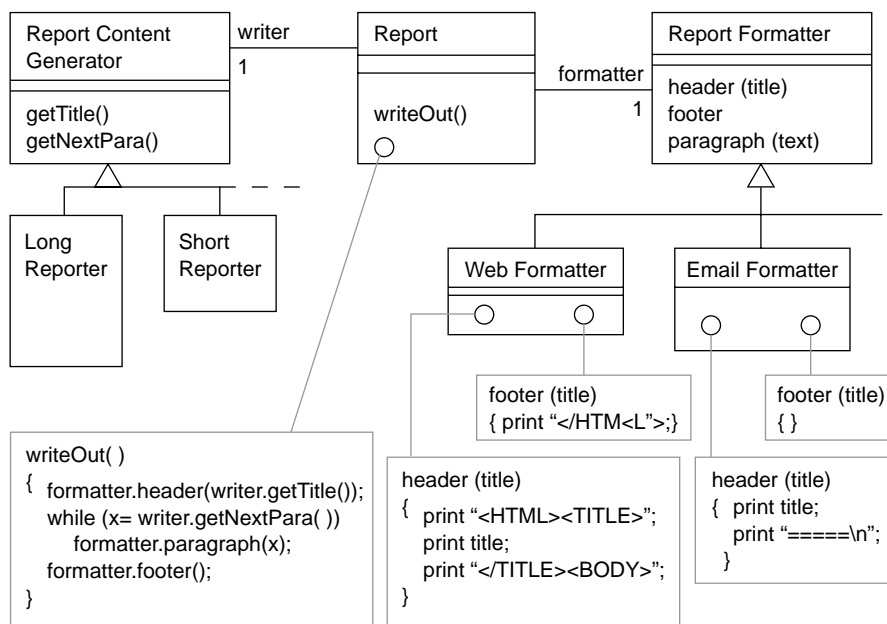 Report Content
Generator
getTitle()
getNextPara()
writer
1
Report
writeOut()
formatter
1
Report Formatter
header (title)
footer
paragraph (text)
Long
Reporter
Short
Reporter
Web Formatter
Email Formatter
footer (title)
{ print “</HTM<L”>;}
footer (title)
{ }
writeOut( )
{ formatter.header(writer.getTitle());
while (x= writer.getNextPara( ))
formatter.paragraph(x);
formatter.footer();
}
header (title)
{ print “<HTML><TITLE>”;
print title;
print “</TITLE><BODY>”;
}
header (title)
{ print title;
print “=====\n”;
}